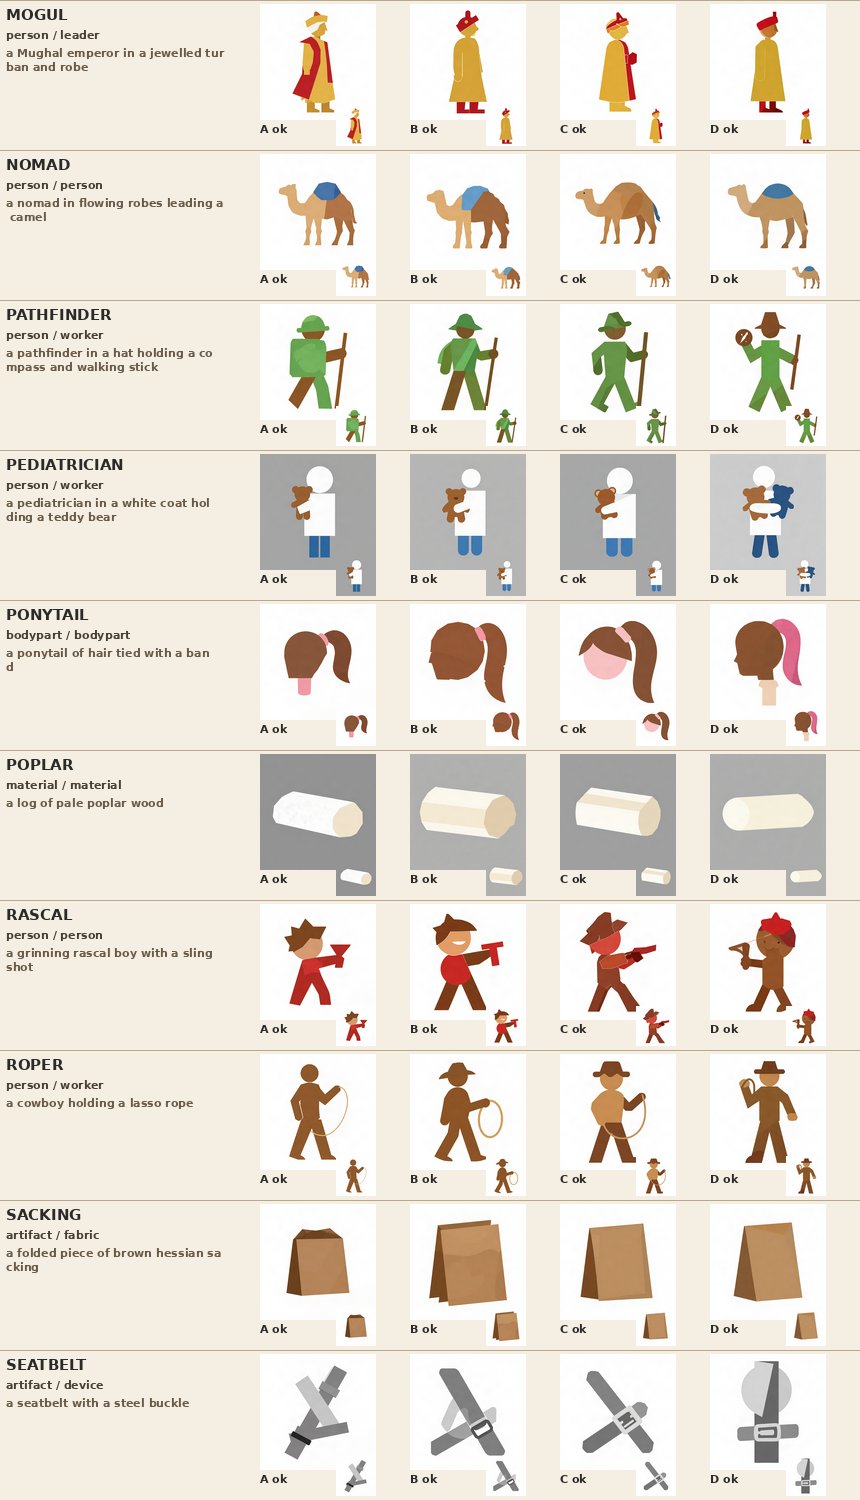 MOGUL
person / leader
a Mughal emperor in a jewelled tur
ban and robe
A ok
B ok
C ok
D ok
NOMAD
person / person
a nomad in flowing robes leading a
camel
A ok
B ok
C ok
D ok
PATHFINDER
person / worker
a pathfinder in a hat holding a co
mpass and walking stick
A ok
B ok
C ok
D ok
PEDIATRICIAN
person / worker
a pediatrician in a white coat hol
ding a teddy bear
A ok
B ok
C ok
D ok
PONYTAIL
bodypart / bodypart
a ponytail of hair tied with a ban
d
A ok
B ok
C ok
D ok
POPLAR
material / material
a log of pale poplar wood
A ok
B ok
C ok
D ok
RASCAL
person / person
a grinning rascal boy with a sling
shot
A ok
B ok
C ok
D ok
ROPER
person / worker
a cowboy holding a lasso rope
A ok
B ok
C ok
D ok
SACKING
artifact / fabric
a folded piece of brown hessian sa
cking
A ok
B ok
C ok
D ok
SEATBELT
artifact / device
a seatbelt with a steel buckle
A ok
B ok
C ok
D ok